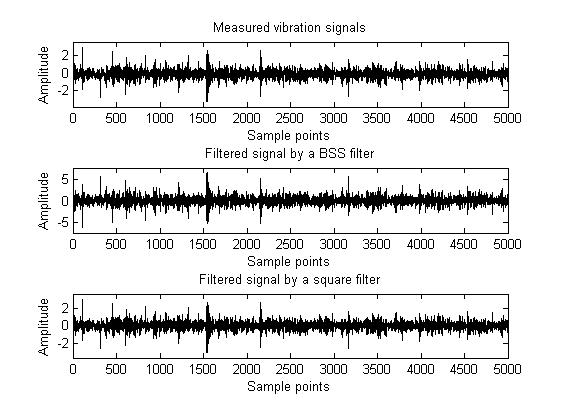 Measured vibration signals
Amplitude
2
0
-2
0 500 1000 1500 2000 2500 3000 3500 4000 4500 5000
Sample points
Filtered signal by a BSS filter
Amplitude
5
0
-5
0 500 1000 1500 2000 2500 3000 3500 4000 4500 5000
Sample points
Filtered signal by a square filter
Amplitude
2
0
-2
0 500 1000 1500 2000 2500 3000 3500 4000 4500 5000
Sample points